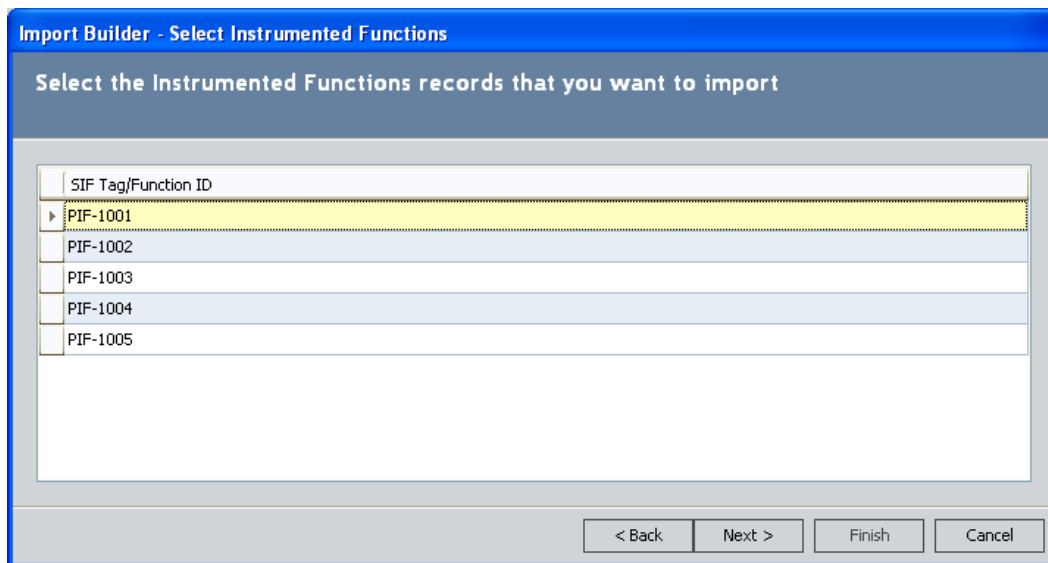 Import Builder - Select Instrumented Functions
Select the Instrumented Functions records that you want to import
SIF Tag/Function ID
PIF-1001
PIF-1002
PIF-1003
PIF-1004
PIF-1005
< Back Next > Finish Cancel